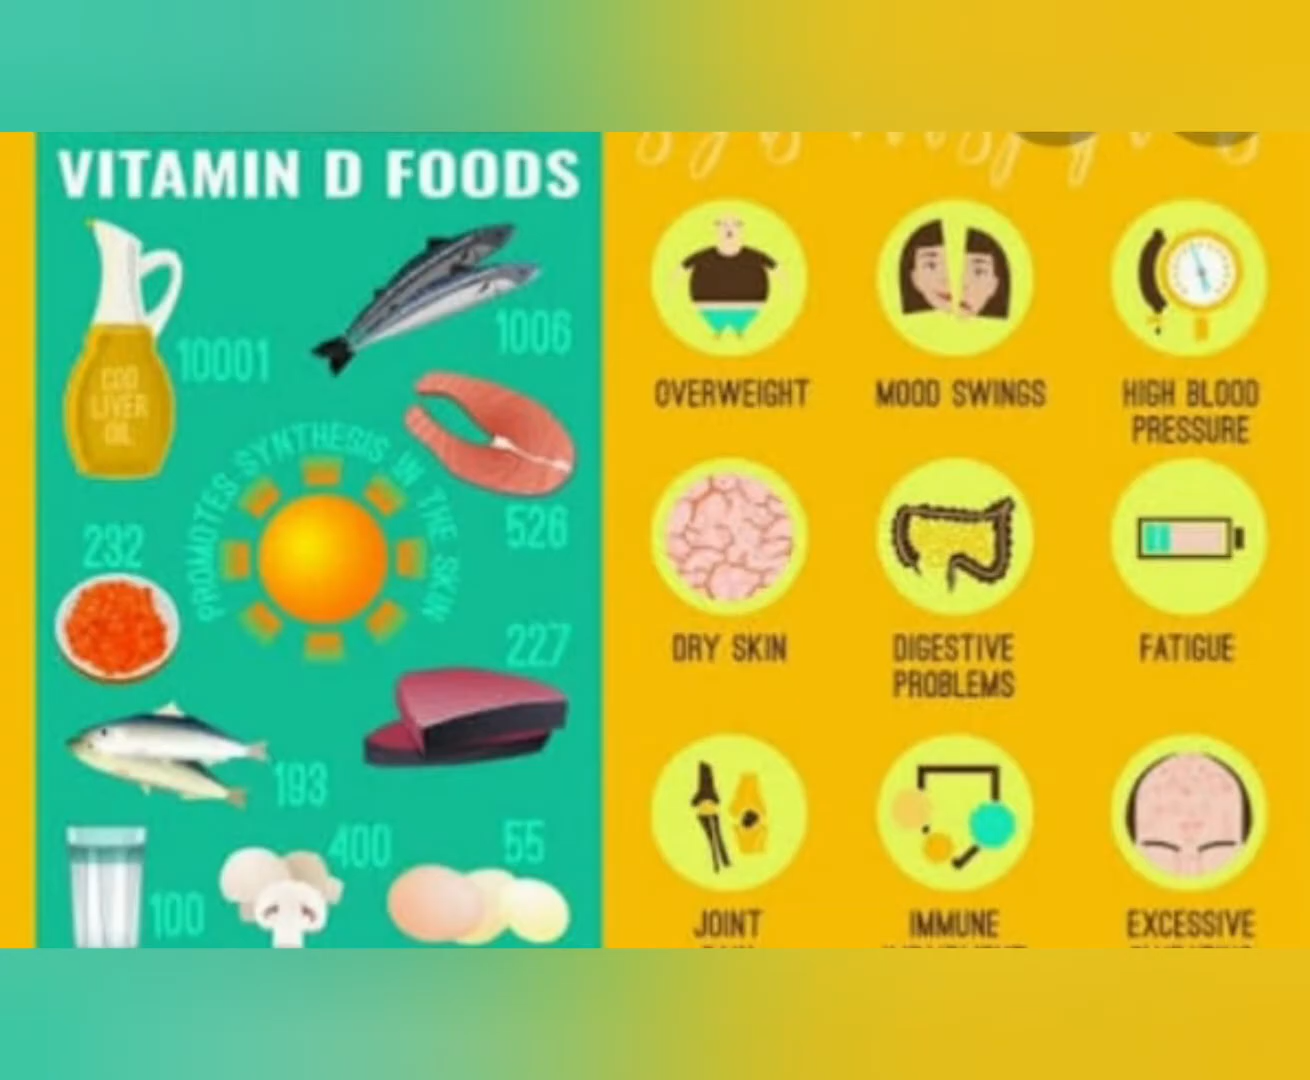 VITAMIN D FOODS
10001
1006
COD
LIVER
OIL
PROMOTES SYNTHESIS IN THE SKIN
526
232
227
193
400
55
100
OVERWEIGHT
MOOD SWINGS
HIGH BLOOD
PRESSURE
DRY SKIN
DIGESTIVE
PROBLEMS
FATIGUE
JOINT
IMMUNE
EXCESSIVE